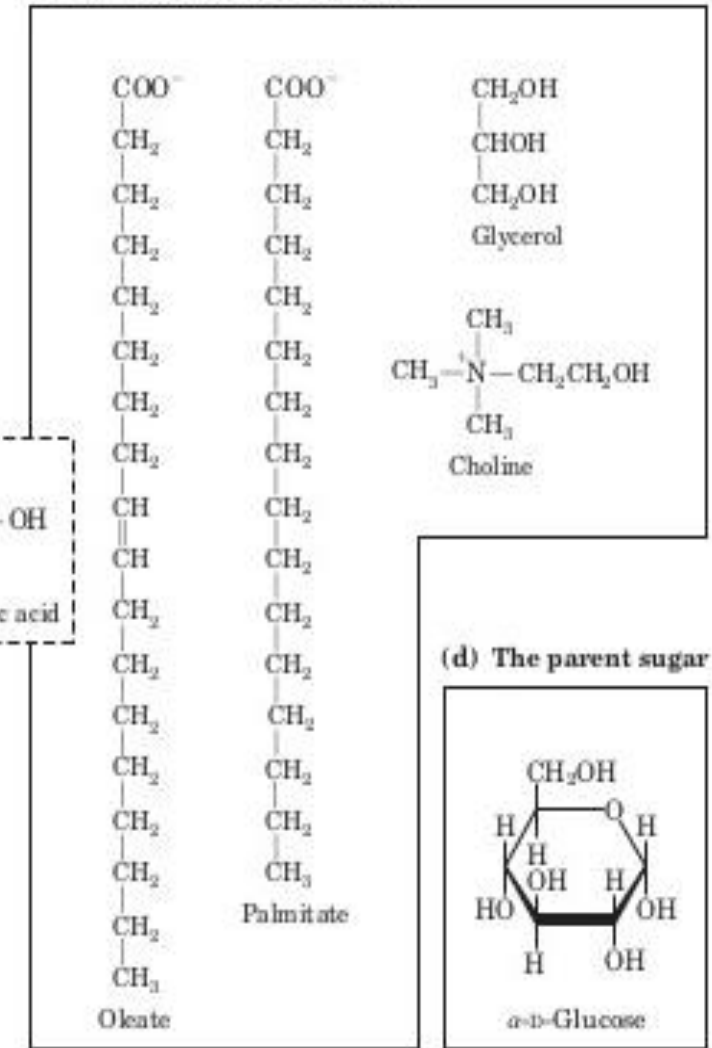 COO⁻
CH₂
CH₂
CH₂
CH₂
CH₂
CH₂
CH₂
CH
CH
CH₂
CH₂
CH₂
CH₂
CH₂
CH₂
CH₂
CH₃
Oleate
COO⁻
CH₂
CH₂
CH₂
CH₂
CH₂
CH₂
CH₂
CH₂
CH₂
CH₂
CH₂
CH₂
CH₂
CH₂
CH₃
Palmitate
CH₂OH
CHOH
CH₂OH
Glycerol
CH₃
CH₃—N⁺—CH₂CH₂OH
CH₃
Choline
OH
c acid
(d) The parent sugar
CH₂OH
O
H H
H
OH H
HO OH
H OH
α-D-Glucose